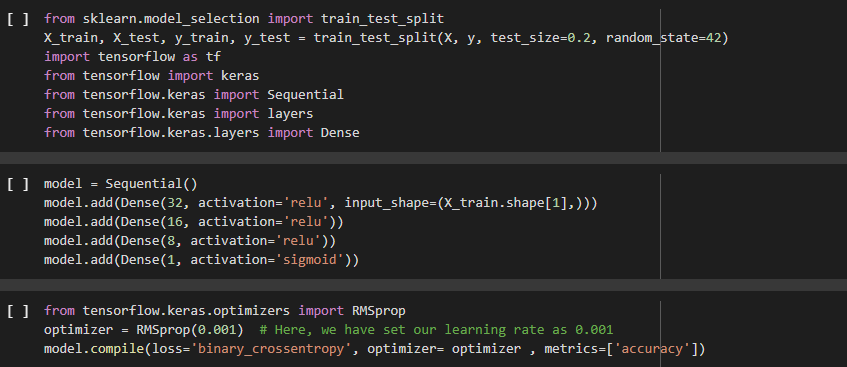 [ ] from sklearn.model_selection import train_test_split
X_train, X_test, y_train, y_test = train_test_split(X, y, test_size=0.2, random_state=42)
import tensorflow as tf
from tensorflow import keras
from tensorflow.keras import Sequential
from tensorflow.keras import layers
from tensorflow.keras.layers import Dense
[ ] model = Sequential()
model.add(Dense(32, activation='relu', input_shape=(X_train.shape[1],)))
model.add(Dense(16, activation='relu'))
model.add(Dense(8, activation='relu'))
model.add(Dense(1, activation='sigmoid'))
[ ] from tensorflow.keras.optimizers import RMSprop
optimizer = RMSprop(0.001)  # Here, we have set our learning rate as 0.001
model.compile(loss='binary_crossentropy', optimizer= optimizer , metrics=['accuracy'])